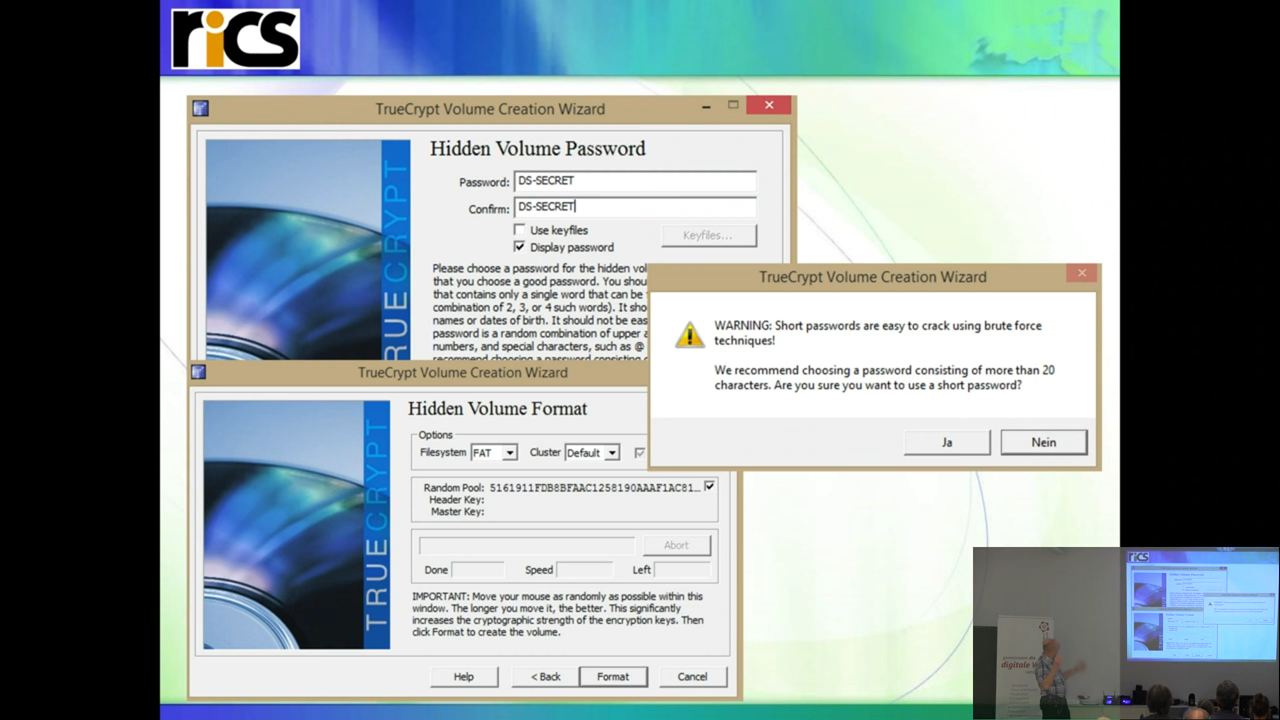 rics
TrueCrypt Volume Creation Wizard
TRUECRYPT
Hidden Volume Password
Password: DS-SECRET
Confirm: DS-SECRET
Use keyfiles
Keyfiles...
Display password
Please choose a password for the hidden vol
that you choose a good password. You shou
that contains only a single word that can be
combination of 2, 3, or 4 such words). It sho
names or dates of birth. It should not be eas
password is a random combination of upper a
numbers, and special characters, such as @
recommend choosing a password consisting
TrueCrypt Volume Creation Wizard
WARNING: Short passwords are easy to crack using brute force
techniques!
We recommend choosing a password consisting of more than 20
characters. Are you sure you want to use a short password?
Ja
Nein
TrueCrypt Volume Creation Wizard
TRUECRYPT
Hidden Volume Format
Options
Filesystem FAT Cluster Default
Random Pool: 5161911FDB8BFAAC1258190AAAF1AC81...
Header Key:
Master Key:
Abort
Done Speed Left
IMPORTANT: Move your mouse as randomly as possible within this
window. The longer you move it, the better. This significantly
increases the cryptographic strength of the encryption keys. Then
click Format to create the volume.
Help
< Back
Format
Cancel
rics
digitale